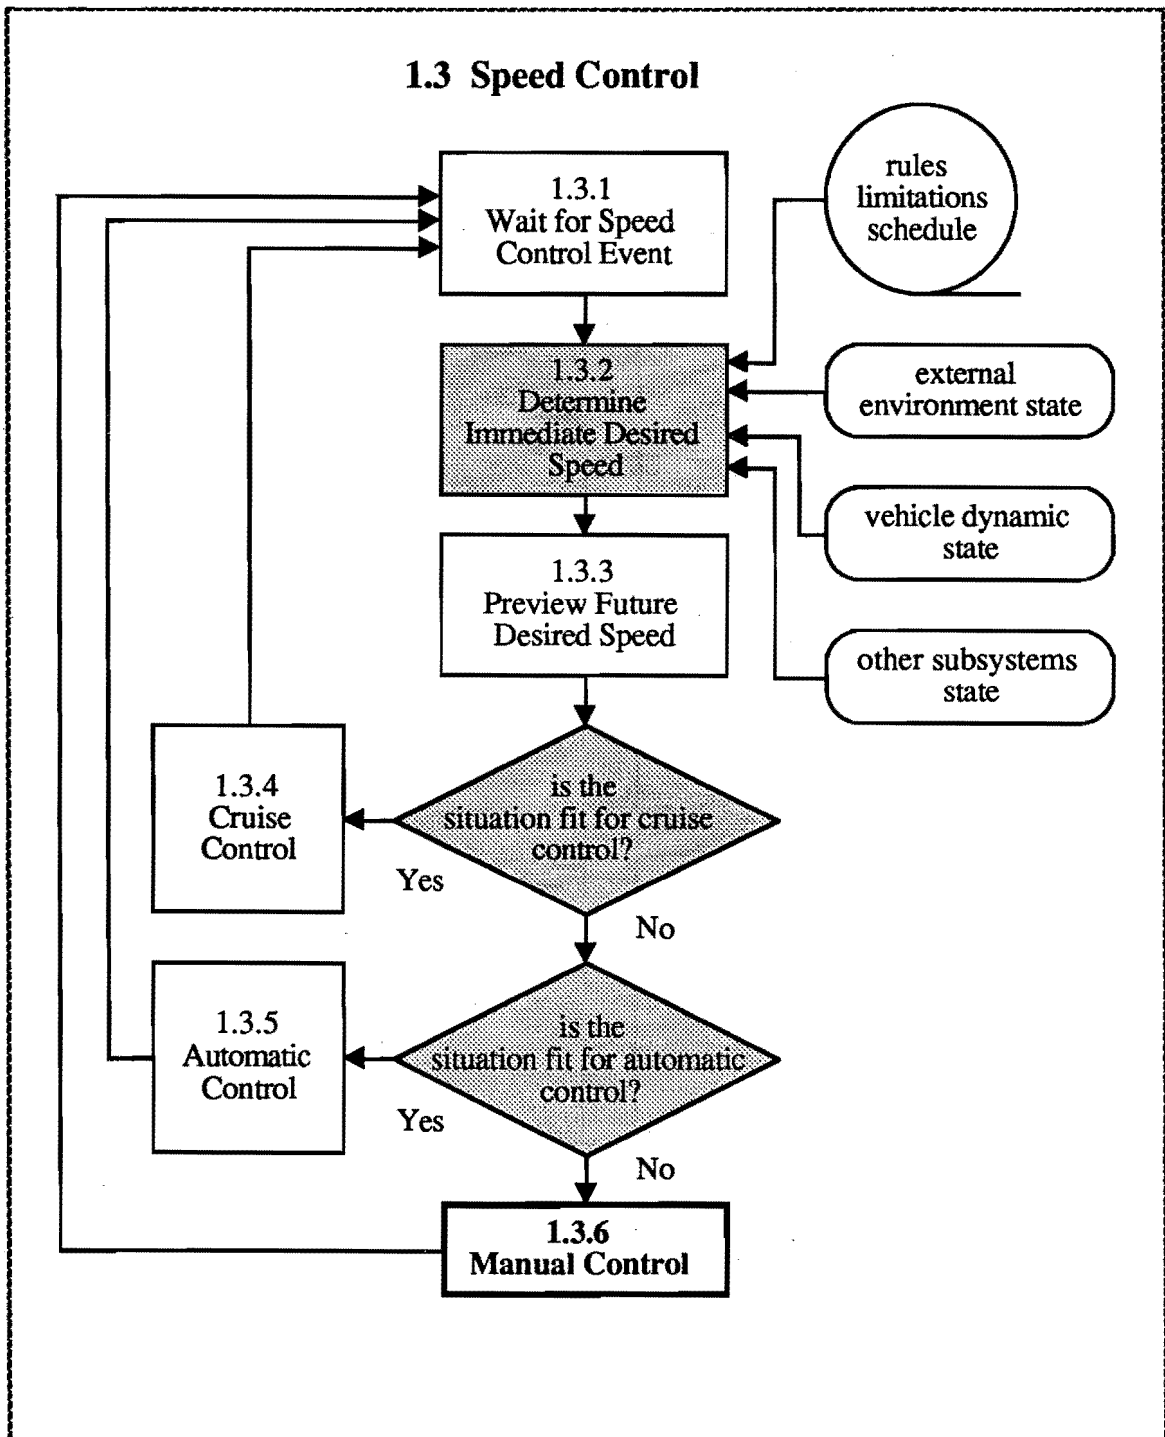 1.3 Speed Control
1.3.1
Wait for Speed
Control Event
rules
limitations
schedule
1.3.2
Determine
Immediate Desired
Speed
external
environment state
vehicle dynamic
state
1.3.3
Preview Future
Desired Speed
other subsystems
state
is the
situation fit for cruise
control?
1.3.4
Cruise
Control
Yes
No
is the
situation fit for automatic
control?
1.3.5
Automatic
Control
Yes
No
1.3.6
Manual Control